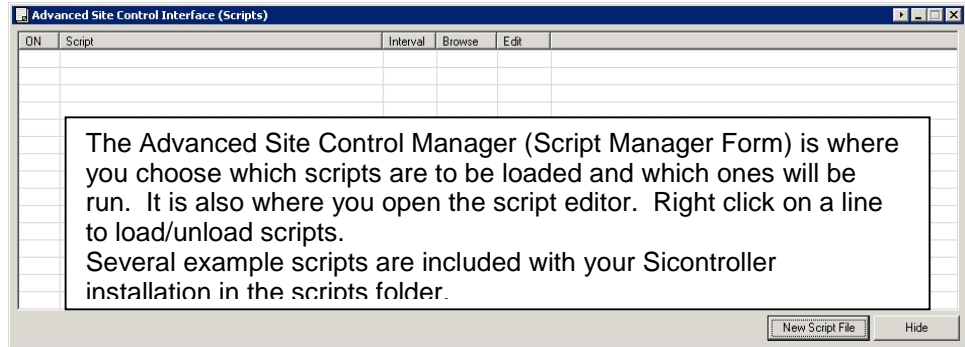 Advanced Site Control Interface (Scripts)
ON Script Interval Browse Edit
The Advanced Site Control Manager (Script Manager Form) is where
you choose which scripts are to be loaded and which ones will be
run. It is also where you open the script editor. Right click on a line
to load/unload scripts.
Several example scripts are included with your Sicontroller
installation in the scripts folder.
New Script File Hide